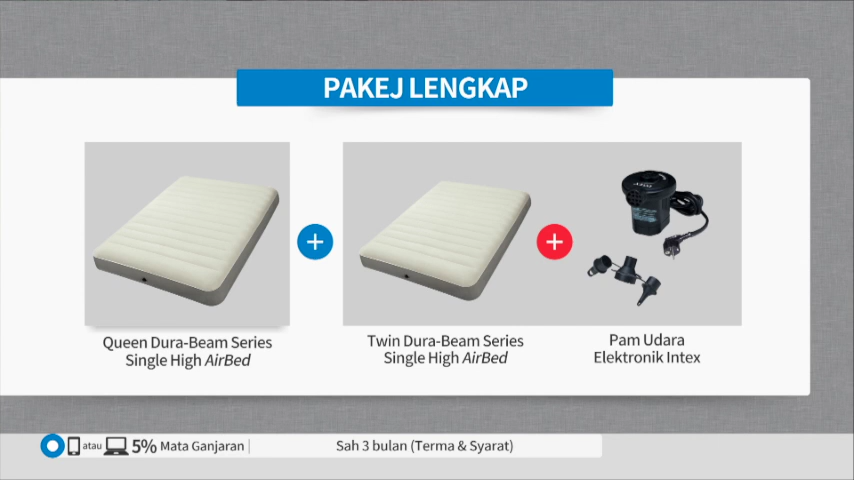 PAKEJ LENGKAP
Queen Dura-Beam Series
Single High AirBed
Twin Dura-Beam Series
Single High AirBed
Pam Udara
Elektronik Intex
atau 5% Mata Ganjaran
Sah 3 bulan (Terma & Syarat)